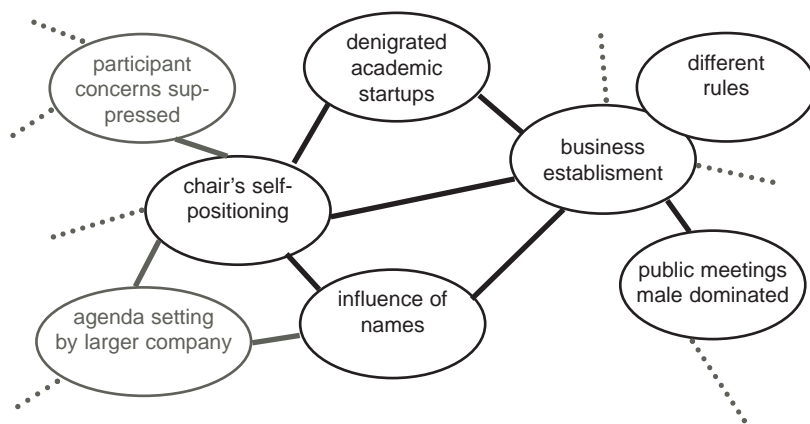 participant
concerns sup-
pressed
denigrated
academic
startups
different
rules
business
establisment
chair's self-
positioning
public meetings
male dominated
agenda setting
by larger company
influence of
names